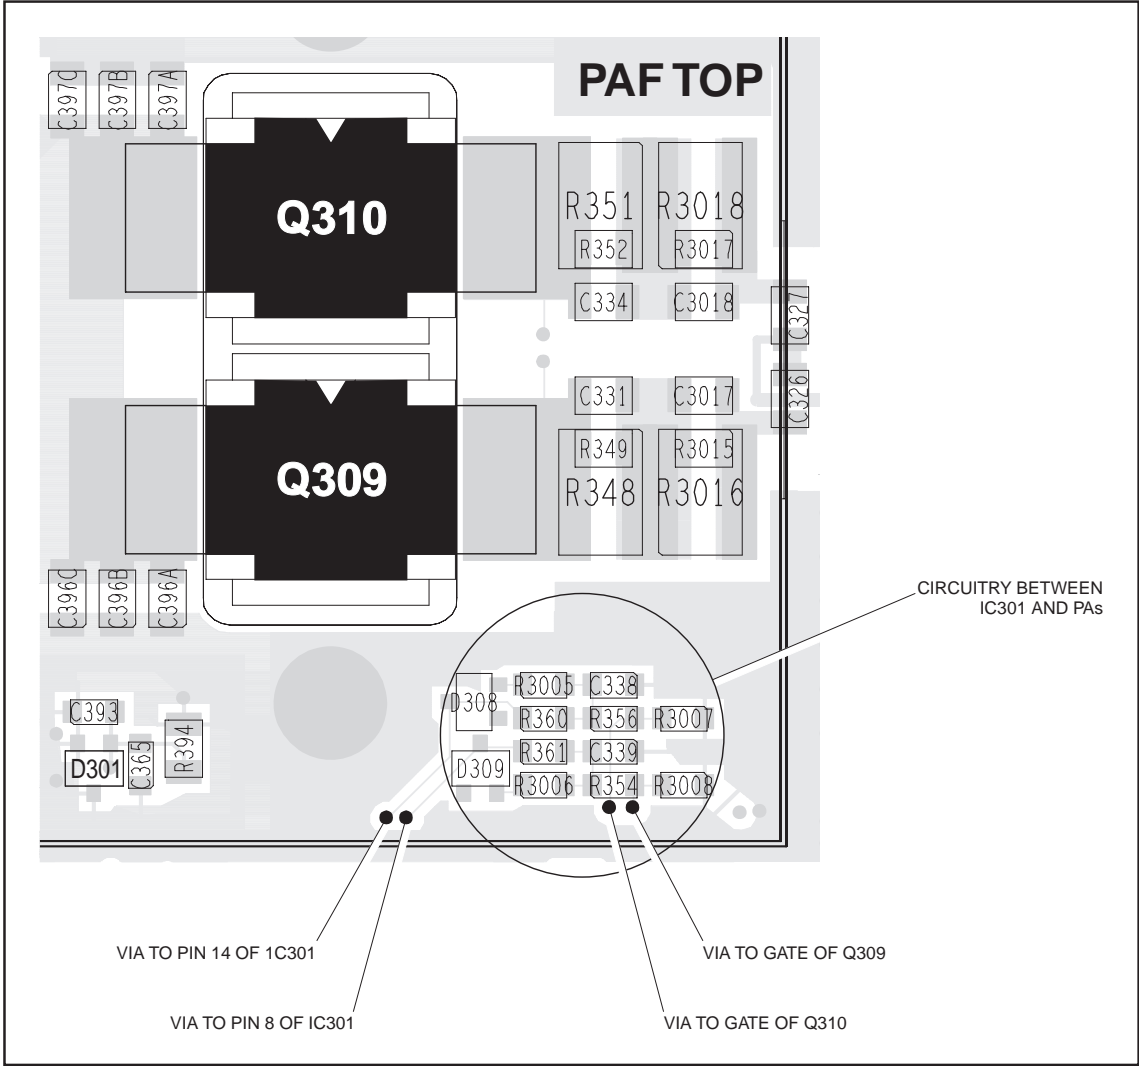 PAF TOP
C397C
C397B
C397A
Q310
R351
R3018
R352
R3017
C334
C3018
C327
C331
C3017
C326
R349
R3015
Q309
R348
R3016
C396C
C396B
C396A
CIRCUITRY BETWEEN
IC301 AND PAs
R3005
C338
D308
C393
R360
R356
R3007
R394
R361
C339
D301
C365
D309
R3006
R354
R3008
VIA TO PIN 14 OF 1C301
VIA TO GATE OF Q309
VIA TO PIN 8 OF IC301
VIA TO GATE OF Q310